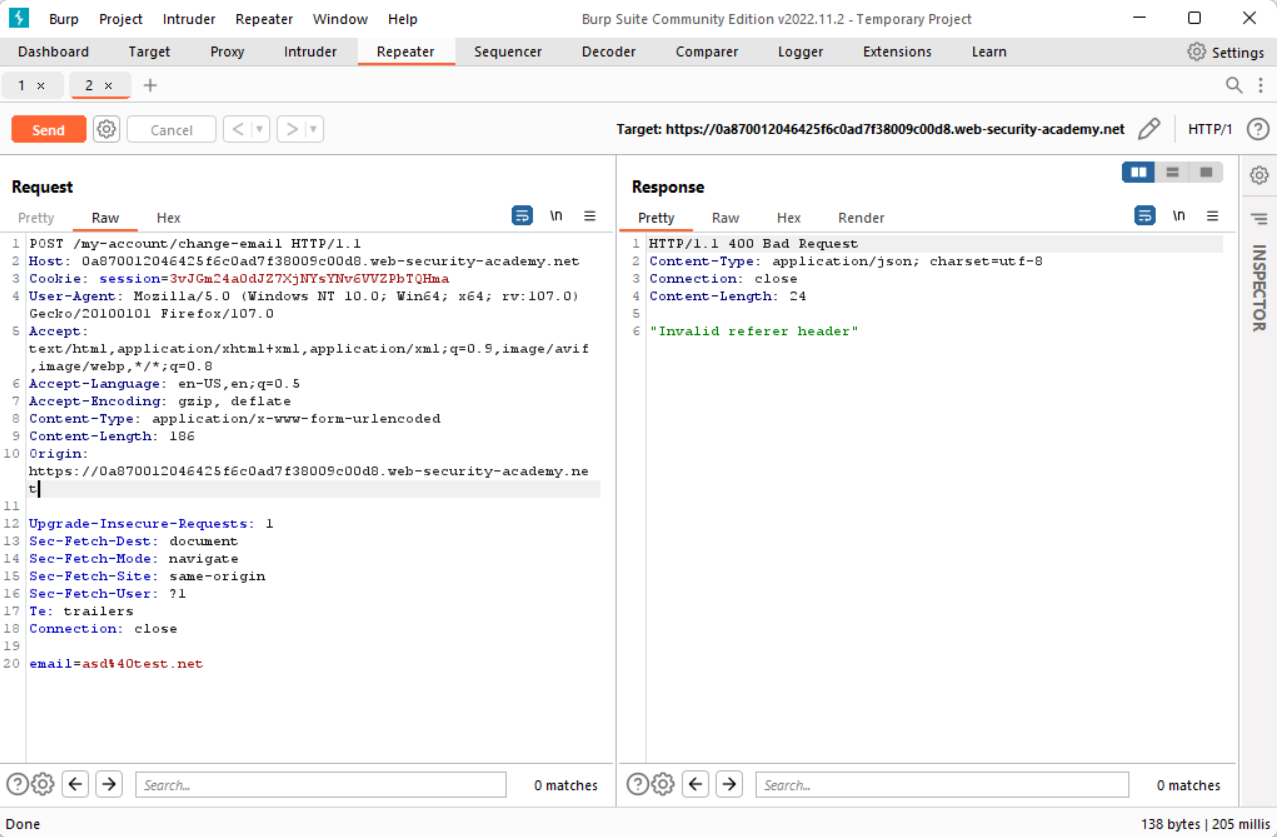 Burp Project Intruder Repeater Window Help Burp Suite Community Edition v2022.11.2 - Temporary Project
Dashboard Target Proxy Intruder Repeater Sequencer Decoder Comparer Logger Extensions Learn Settings
1 × 2 × +
Send Cancel < > Target: https://0a870012046425f6c0ad7f38009c00d8.web-security-academy.net HTTP/1 ?
Request
Pretty Raw Hex \n
1 POST /my-account/change-email HTTP/1.1
2 Host: 0a870012046425f6c0ad7f38009c00d8.web-security-academy.net
3 Cookie: session=3vJGm24a0dJZ7XjNYsYNv6VVZPbTQHma
4 User-Agent: Mozilla/5.0 (Windows NT 10.0; Win64; x64; rv:107.0)
Gecko/20100101 Firefox/107.0
5 Accept:
text/html,application/xhtml+xml,application/xml;q=0.9,image/avif
,image/webp,*/*;q=0.8
6 Accept-Language: en-US,en;q=0.5
7 Accept-Encoding: gzip, deflate
8 Content-Type: application/x-www-form-urlencoded
9 Content-Length: 186
10 Origin:
https://0a870012046425f6c0ad7f38009c00d8.web-security-academy.ne
t
11
12 Upgrade-Insecure-Requests: 1
13 Sec-Fetch-Dest: document
14 Sec-Fetch-Mode: navigate
15 Sec-Fetch-Site: same-origin
16 Sec-Fetch-User: ?1
17 Te: trailers
18 Connection: close
19
20 email=asd%40test.net
? Search... 0 matches
Response
Pretty Raw Hex Render \n
1 HTTP/1.1 400 Bad Request
2 Content-Type: application/json; charset=utf-8
3 Connection: close
4 Content-Length: 24
5
6 "Invalid referer header"
? Search... 0 matches
INSPECTOR
Done 138 bytes | 205 millis